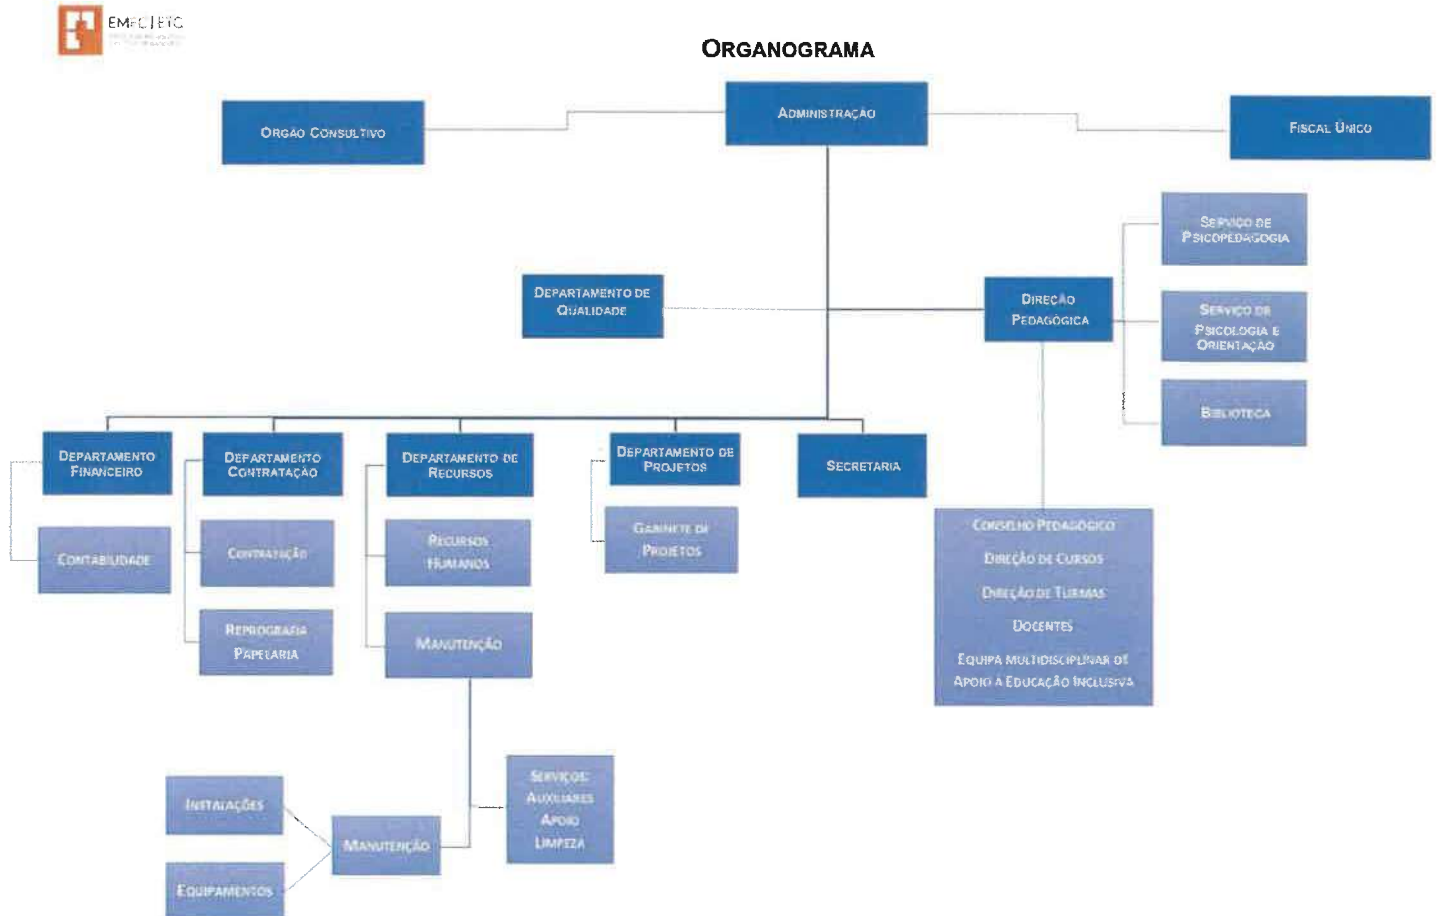 EMEC|ETC
ORGANOGRAMA
ORGÃO CONSULTIVO
ADMINISTRAÇÃO
FISCAL ÚNICO
SERVIÇO DE
PSICOPEDAGOGIA
DEPARTAMENTO DE
QUALIDADE
DIREÇÃO
PEDAGÓGICA
SERVIÇO DE
PSICOLOGIA E
ORIENTAÇÃO
BIBLIOTECA
DEPARTAMENTO
FINANCEIRO
DEPARTAMENTO
CONTRATAÇÃO
DEPARTAMENTO DE
RECURSOS
DEPARTAMENTO DE
PROJETOS
SECRETARIA
CONTABILIDADE
CONTRATAÇÃO
RECURSOS
HUMANOS
GABINETE DE
PROJETOS
REPROGRAFIA
PAPELARIA
MANUTENÇÃO
CONSELHO PEDAGÓGICO
DIREÇÃO DE CURSOS
DIREÇÃO DE TURMAS
DOCENTES
EQUIPA MULTIDISCIPLINAR DE
APOIO À EDUCAÇÃO INCLUSIVA
INSTALAÇÕES
EQUIPAMENTOS
MANUTENÇÃO
SERVIÇOS:
AUXILIARES
APOIO
LIMPEZA